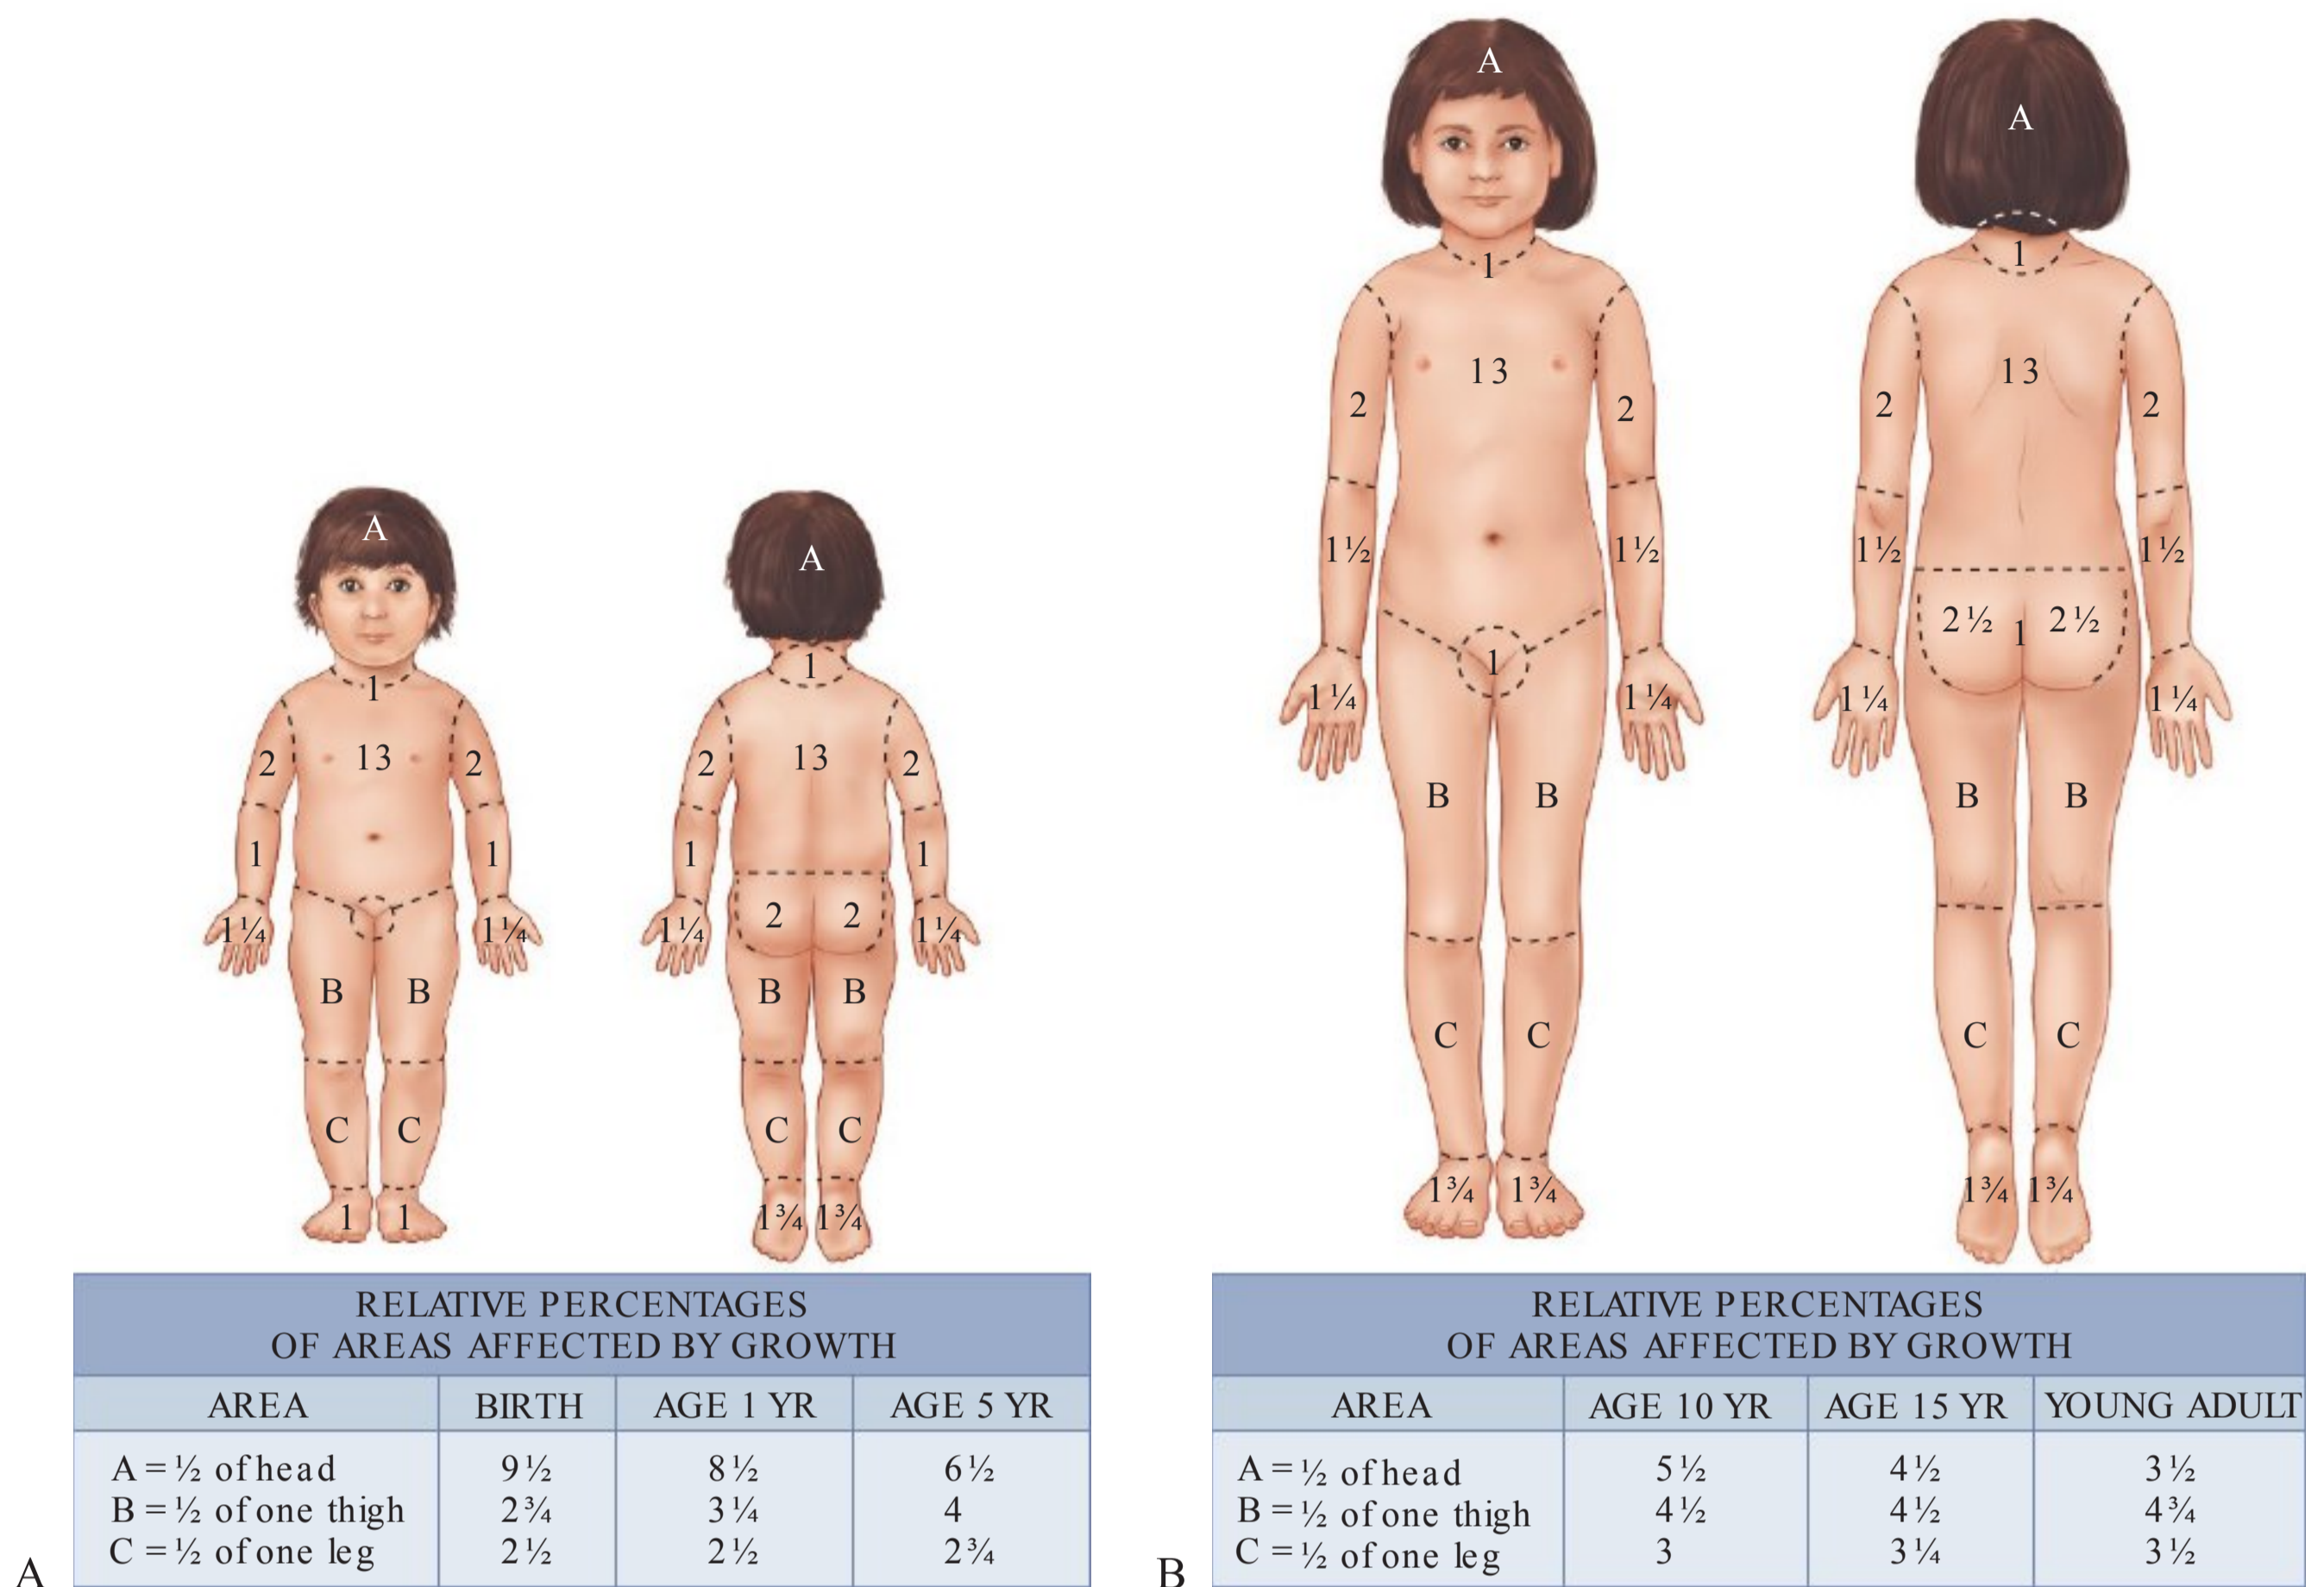 A
A
1
1
2
13
2
2
13
2
1
1
1
1
1¼
1¼
1¼
2
2
1¼
B
B
B
B
C
C
C
C
1
1
1¾
1¾
RELATIVE PERCENTAGES
OF AREAS AFFECTED BY GROWTH
AREA BIRTH AGE 1 YR AGE 5 YR
A = ½ of head 9½ 8½ 6½
B = ½ of one thigh 2¾ 3¼ 4
C = ½ of one leg 2½ 2½ 2¾
A
A
A
1
1
2
13
2
2
13
2
1½
1½
1½
1½
1¼
1
1¼
1¼
2½
1
2½
1¼
B
B
B
B
C
C
C
C
1¾
1¾
1¾
1¾
RELATIVE PERCENTAGES
OF AREAS AFFECTED BY GROWTH
AREA AGE 10 YR AGE 15 YR YOUNG ADULT
A = ½ of head 5½ 4½ 3½
B = ½ of one thigh 4½ 4½ 4¾
C = ½ of one leg 3 3¼ 3½
B